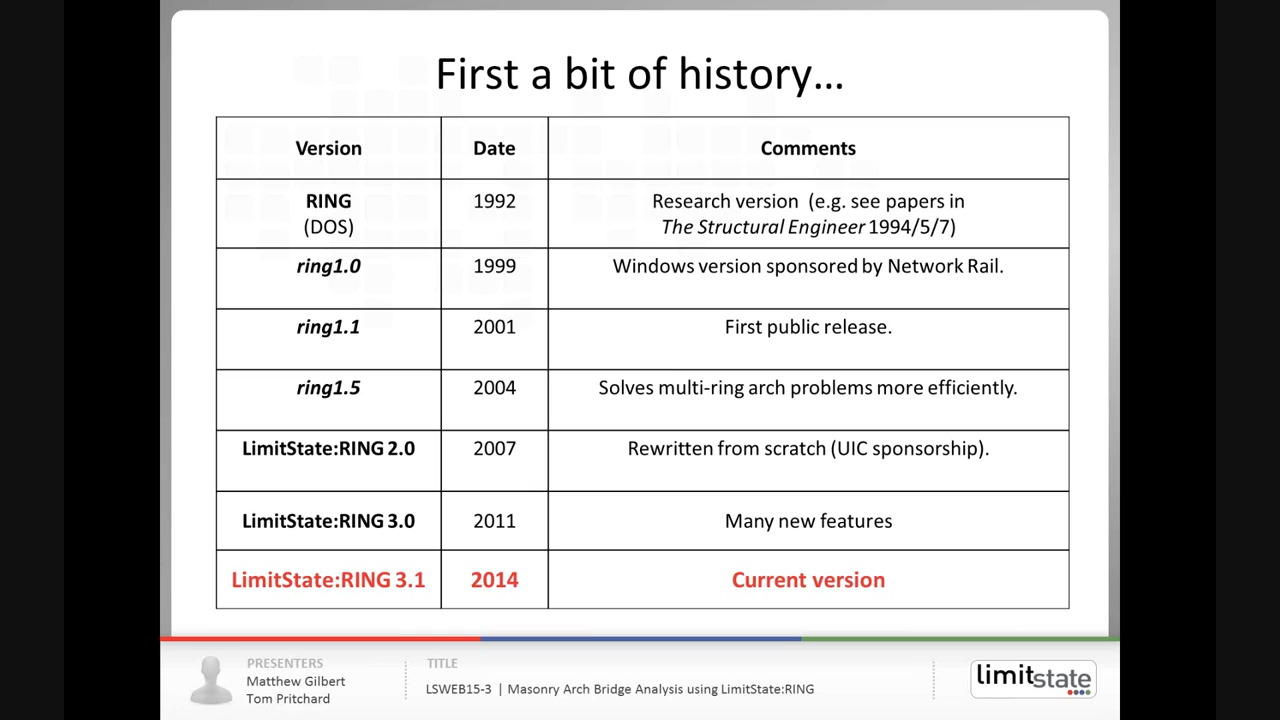 First a bit of history…
Version Date Comments
RING 1992 Research version (e.g. see papers in
(DOS) The Structural Engineer 1994/5/7)
ring1.0 1999 Windows version sponsored by Network Rail.
ring1.1 2001 First public release.
ring1.5 2004 Solves multi-ring arch problems more efficiently.
LimitState:RING 2.0 2007 Rewritten from scratch (UIC sponsorship).
LimitState:RING 3.0 2011 Many new features
LimitState:RING 3.1 2014 Current version
PRESENTERS
Matthew Gilbert
Tom Pritchard
TITLE
LSWEB15-3 | Masonry Arch Bridge Analysis using LimitState:RING
limitstate